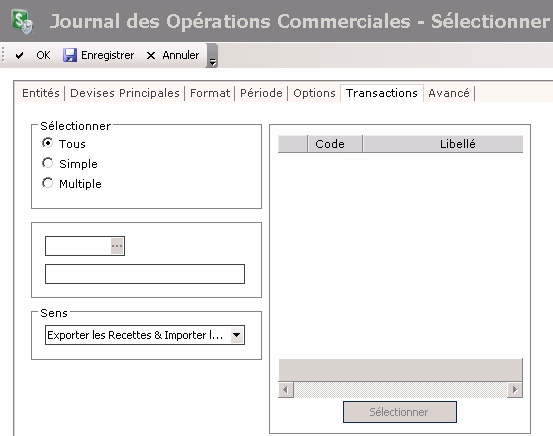 Journal des Opérations Commerciales - Sélectionner
OK Enregistrer Annuler
Entités Devises Principales Format Période Options Transactions Avancé
Sélectionner
Tous
Simple
Multiple
...
Sens
Exporter les Recettes & Importer l...
Code Libellé
Sélectionner